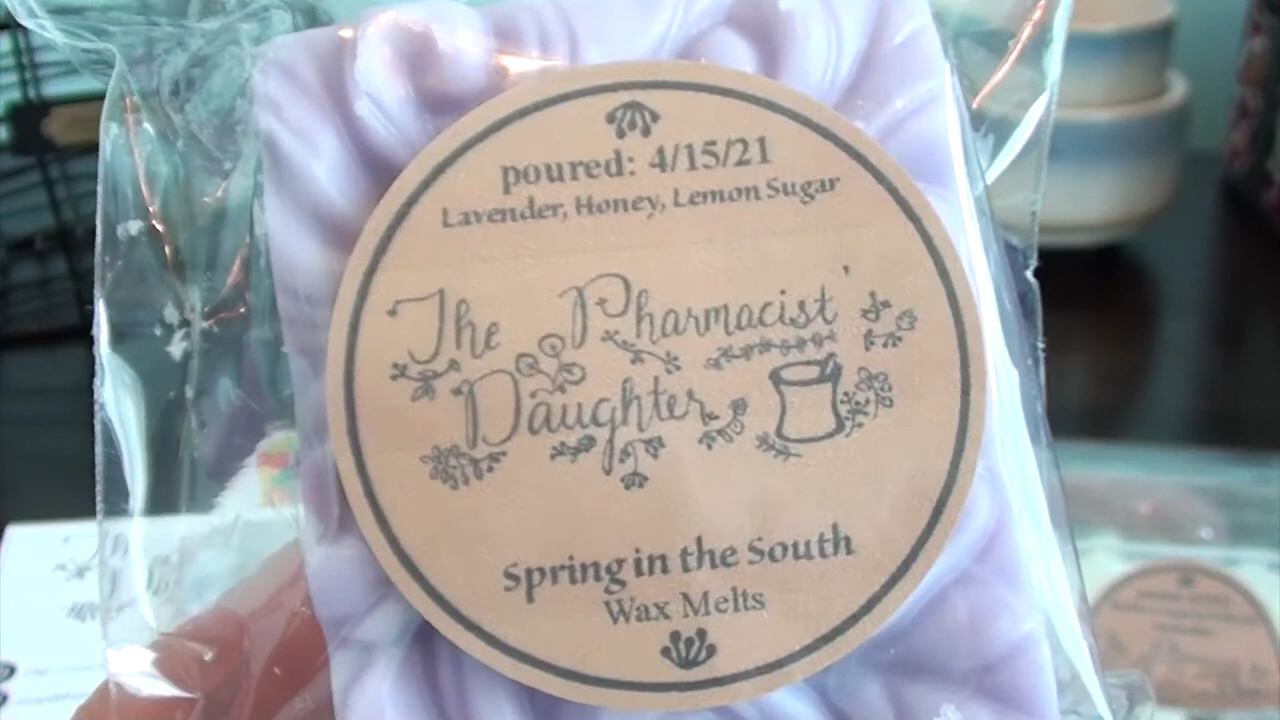 poured: 4/15/21
Lavender, Honey, Lemon Sugar
The Pharmacist'
Daughter
Spring in the South
Wax Melts